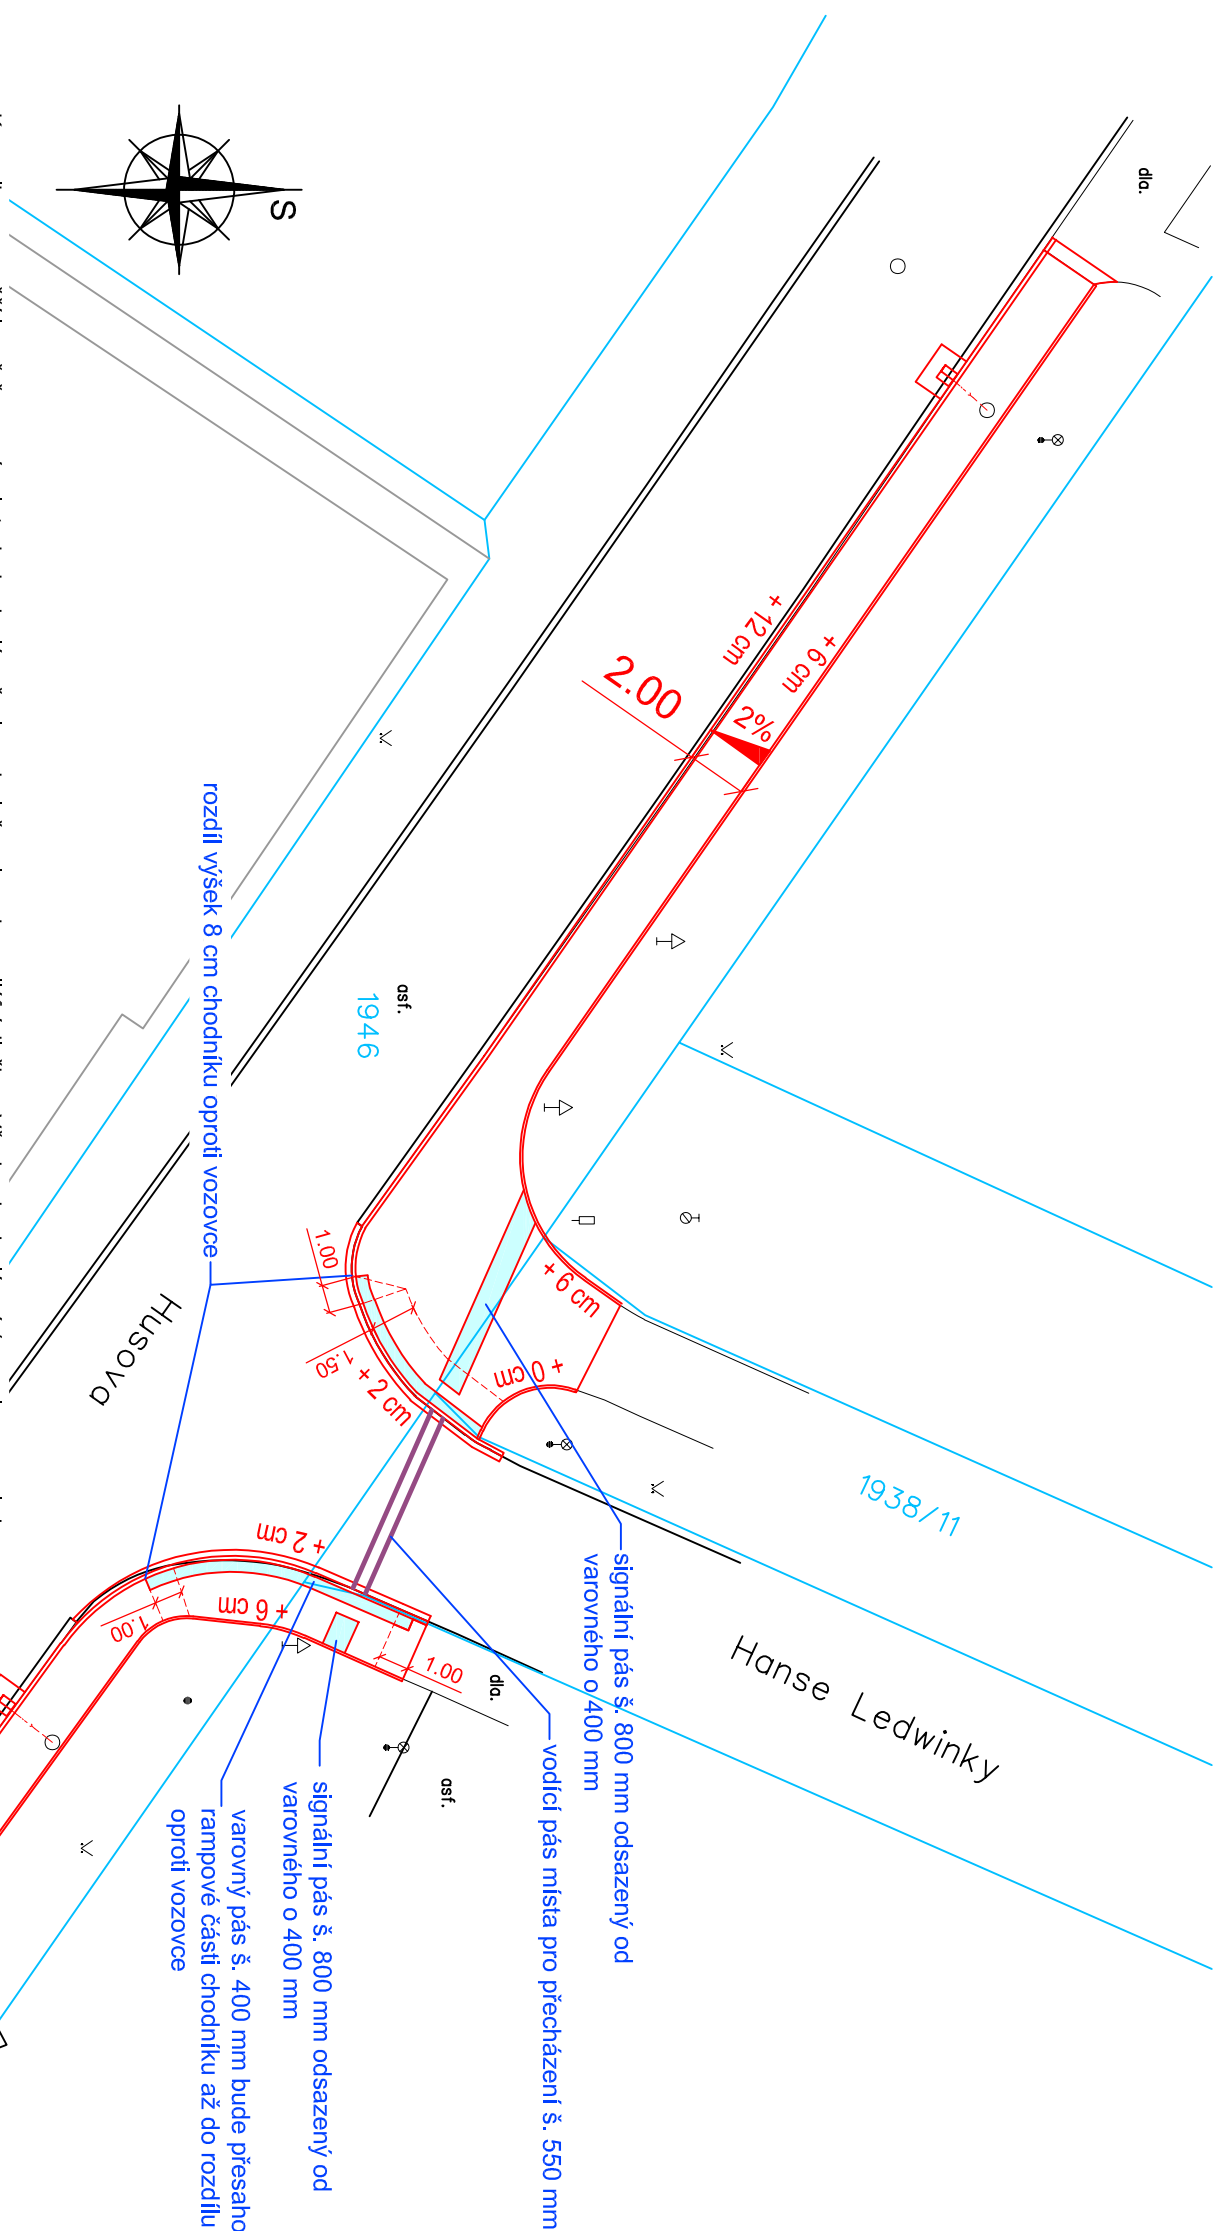 S
dla.
+ 12 cm
+ 6 cm
2%
2.00
asf.
1946
rozdíl výšek 8 cm chodníku oproti vozovce
Husova
1.00
1.50
+ 2 cm
+ 6 cm
+ 0 cm
1938/11
Hanse Ledwinky
signální pás š. 800 mm odsazený od
varovného o 400 mm
vodící pás místa pro přecházení š. 550 mm
+ 2 cm
+ 6 cm
1.00
1.00
dla.
asf.
signální pás š. 800 mm odsazený od
varovného o 400 mm
varovný pás š. 400 mm bude přesaho
rampové části chodníku až do rozdílu
oproti vozovce